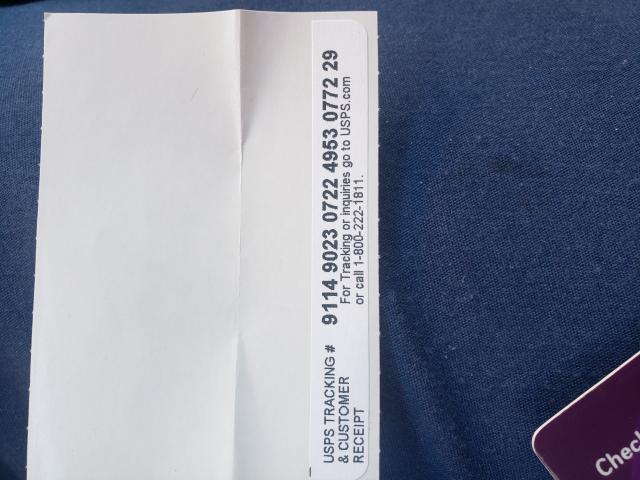 USPS TRACKING #
& CUSTOMER
RECEIPT
9114 9023 0722 4953 0772 29
For Tracking or inquiries go to USPS.com
or call 1-800-222-1811.
Check